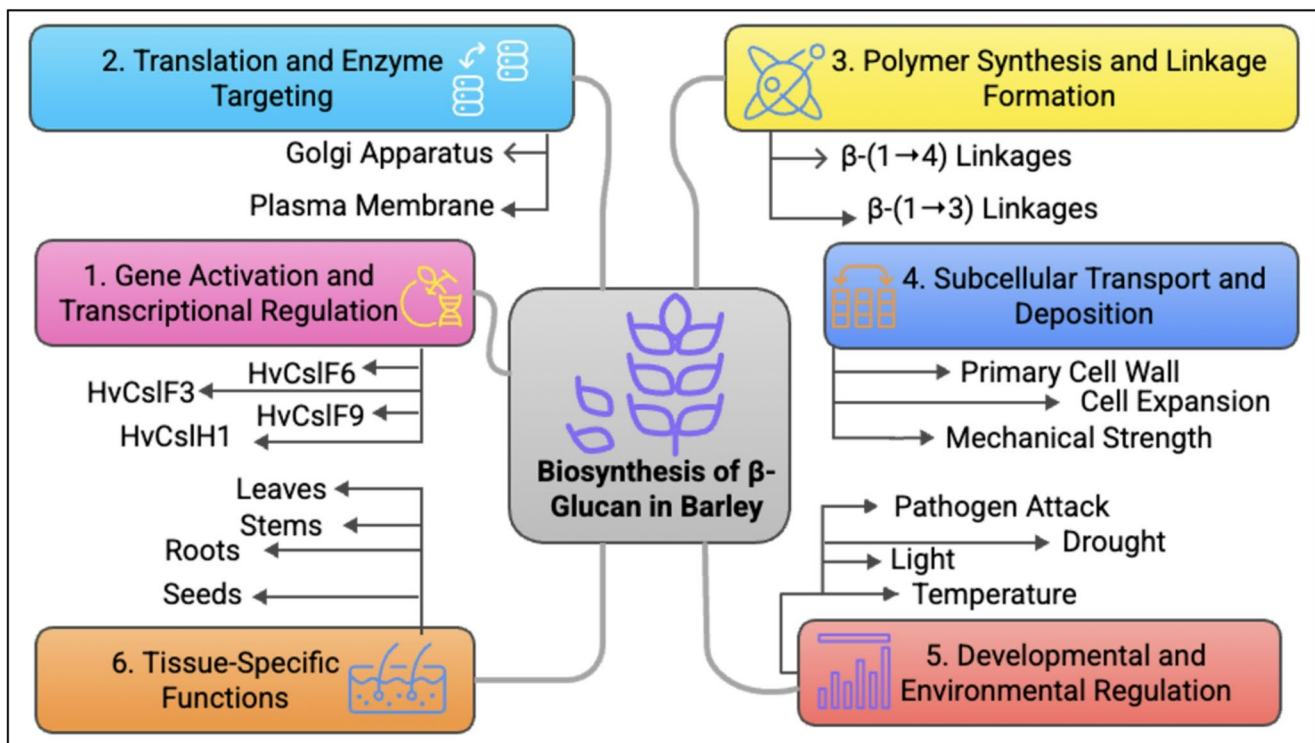 2. Translation and Enzyme
Targeting
Golgi Apparatus
Plasma Membrane
3. Polymer Synthesis and Linkage
Formation
β-(1→4) Linkages
β-(1→3) Linkages
1. Gene Activation and
Transcriptional Regulation
HvCslF6
HvCslF3
HvCslF9
HvCslH1
4. Subcellular Transport and
Deposition
Primary Cell Wall
Cell Expansion
Mechanical Strength
Biosynthesis of β-
Glucan in Barley
Leaves
Stems
Roots
Seeds
6. Tissue-Specific
Functions
Pathogen Attack
Drought
Light
Temperature
5. Developmental and
Environmental Regulation